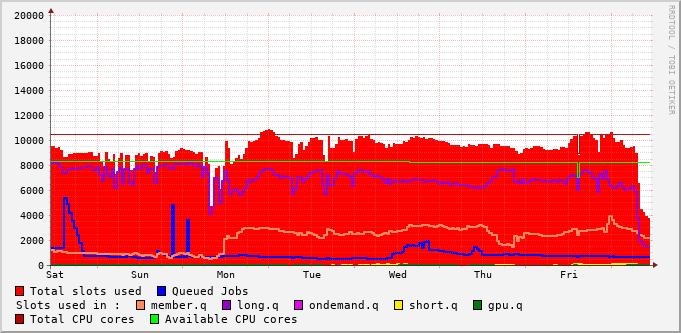 RRDTOOL / TOBI OETIKER
20000
18000
16000
14000
12000
10000
8000
6000
4000
2000
0
Sat Sun Mon Tue Wed Thu Fri
Total slots used Queued Jobs
Slots used in : member.q long.q ondemand.q short.q gpu.q
Total CPU cores Available CPU cores